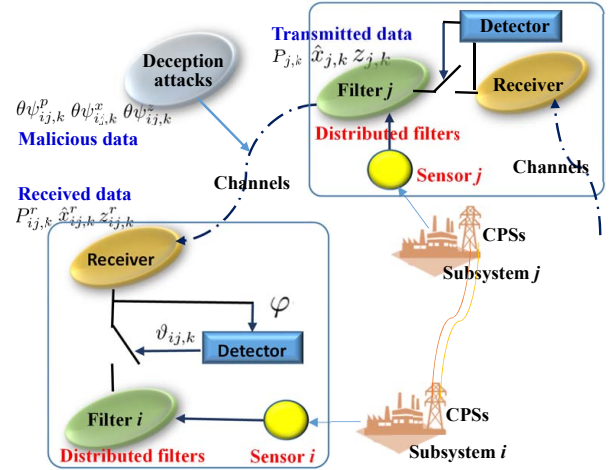 Transmitted data
Detector
P_{j,k} \hat{x}_{j,k} z_{j,k}
Deception
attacks
Filter j
Receiver
θψ^p_{ij,k} θψ^x_{ij,k} θψ^z_{ij,k}
Malicious data
Distributed filters
Channels
Sensor j
Channels
Received data
P^r_{ij,k} \hat{x}^r_{ij,k} z^r_{ij,k}
CPSs
Subsystem j
Receiver
φ
ϑ_{ij,k}
Detector
Filter i
CPSs
Distributed filters
Sensor i
Subsystem i